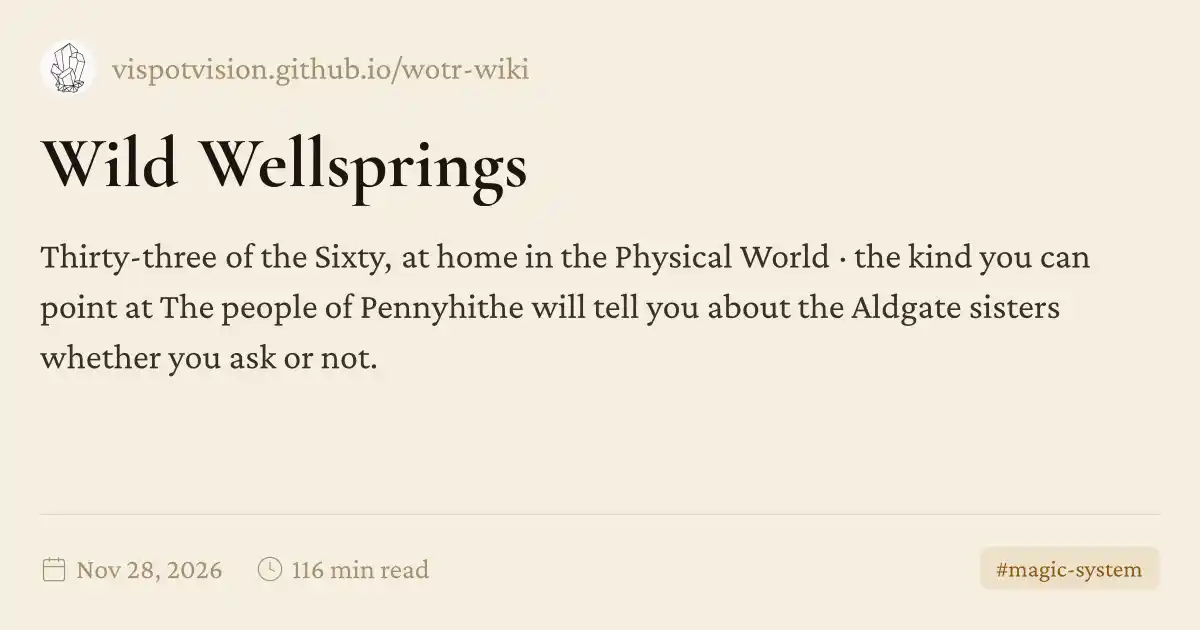 vispotvision.github.io/wotr-wiki
Wild Wellsprings
Thirty-three of the Sixty, at home in the Physical World · the kind you can
point at The people of Pennyhithe will tell you about the Aldgate sisters
whether you ask or not.
Nov 28, 2026
116 min read
#magic-system